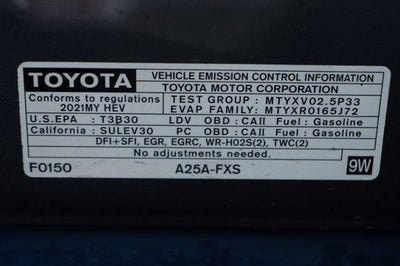 TOYOTA
VEHICLE EMISSION CONTROL INFORMATION
TOYOTA MOTOR CORPORATION
Conforms to regulations
2021MY HEV
TEST GROUP : MTYXV02.5P33
EVAP FAMILY: MTYXR0165J72
U.S.EPA : T3B30 LDV OBD : CAII Fuel : Gasoline
California : SULEV30 PC OBD : CAII Fuel : Gasoline
DFI+SFI, EGR, EGRC, WR-HO2S(2), TWC(2)
No adjustments needed.
F0150 A25A-FXS 9W